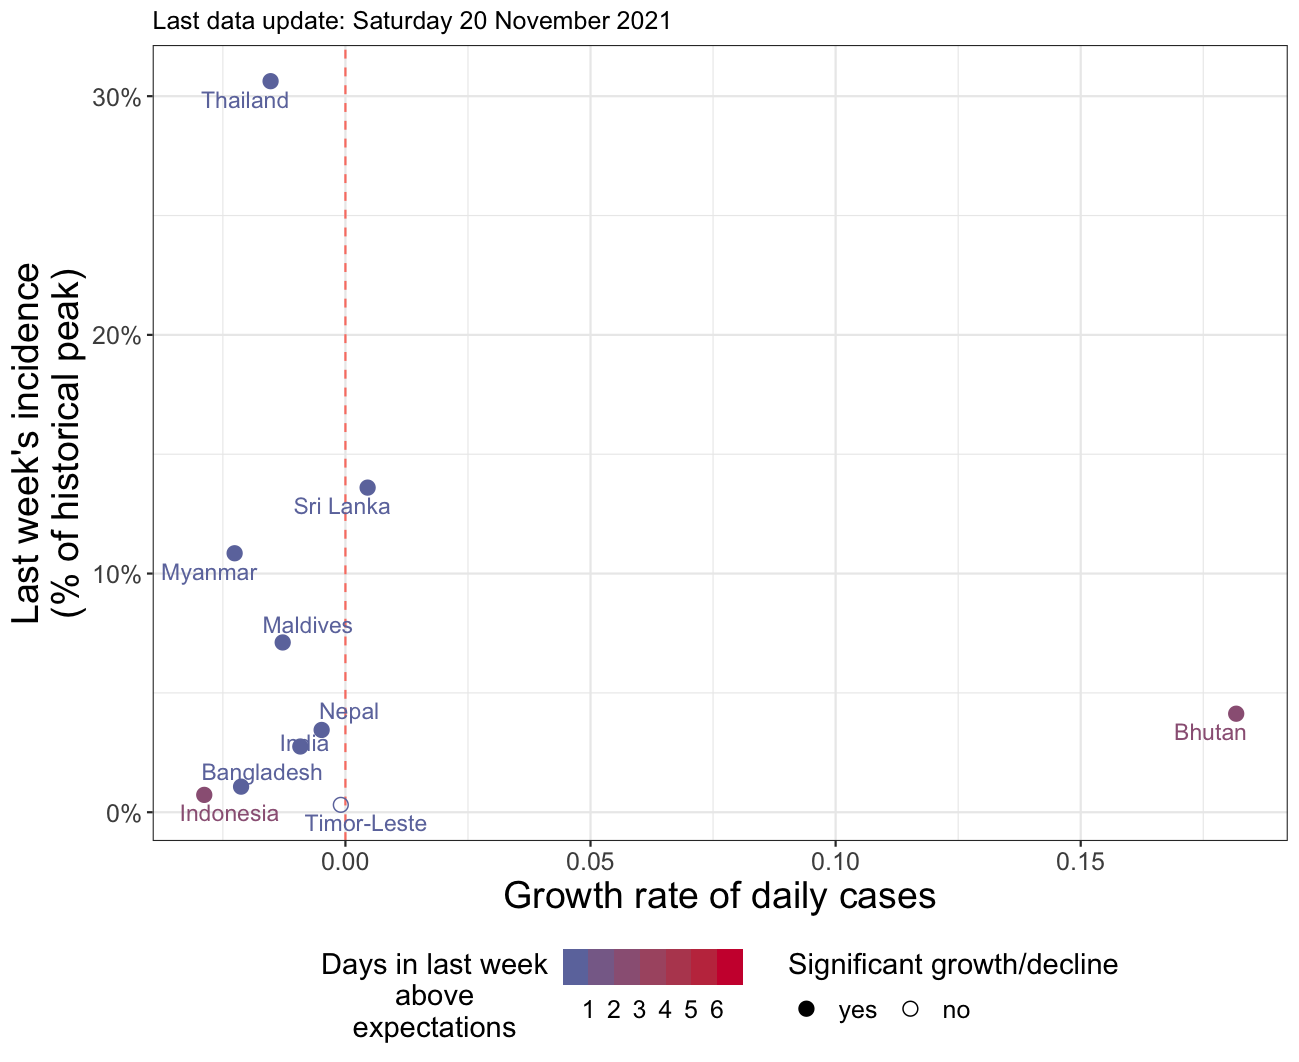 Last data update: Saturday 20 November 2021
Last week's incidence
(% of historical peak)
30%
20%
10%
0%
Thailand
Sri Lanka
Myanmar
Maldives
Nepal
Bhutan
India
Bangladesh
Indonesia
Timor-Leste
0.00
0.05
0.10
0.15
Growth rate of daily cases
Days in last week
above
expectations
1 2 3 4 5 6
Significant growth/decline
yes no